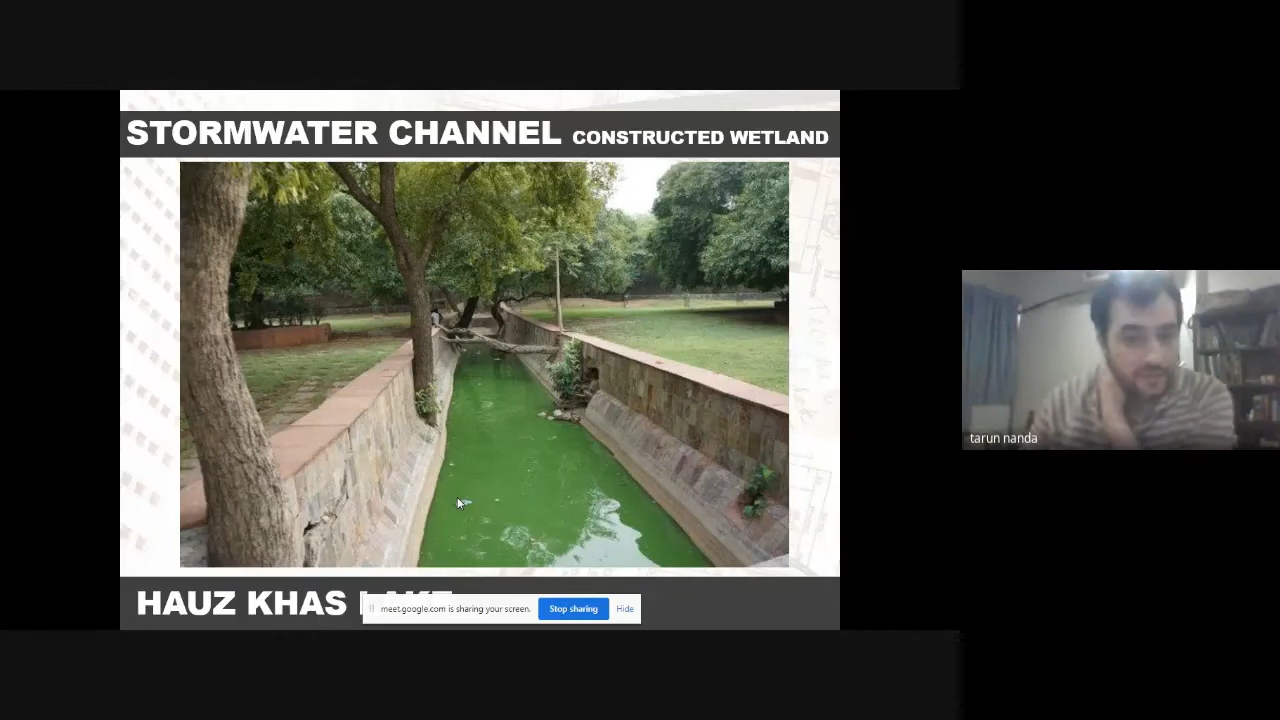 STORMWATER CHANNEL CONSTRUCTED WETLAND
HAUZ KHAS
meet.google.com is sharing your screen.
Stop sharing
Hide
tarun nanda